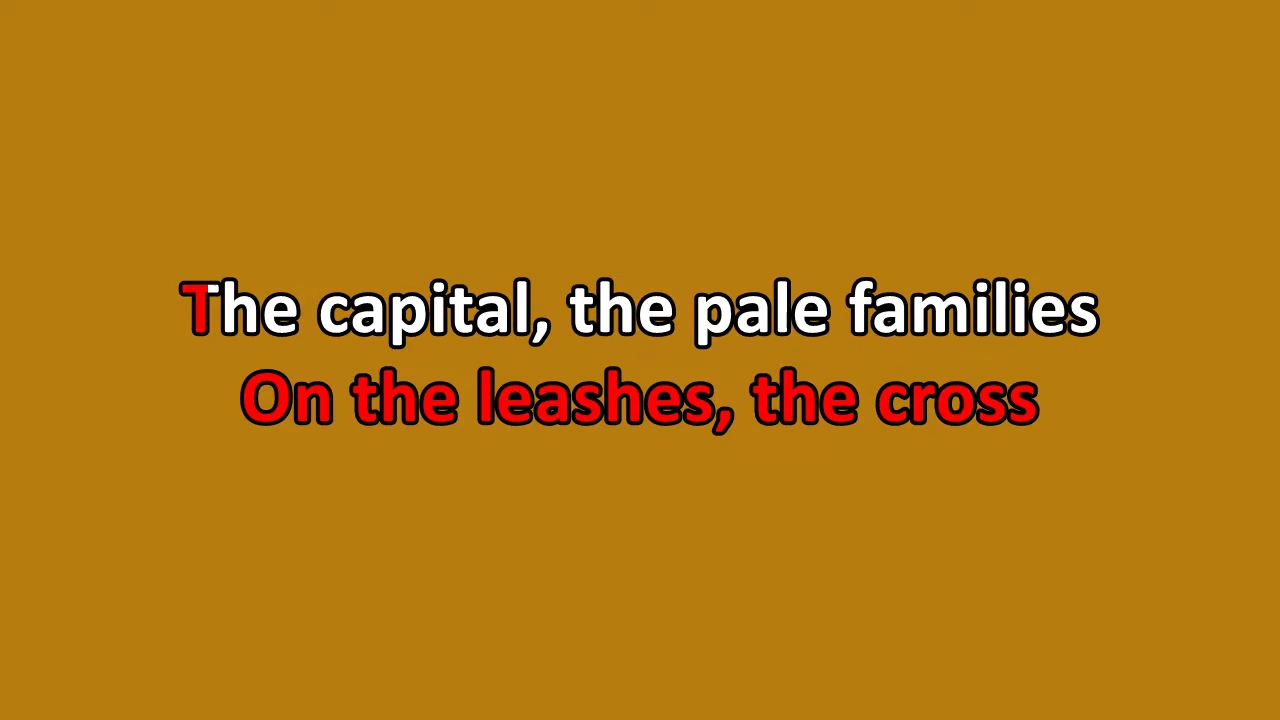 The capital, the pale families
On the leashes, the cross